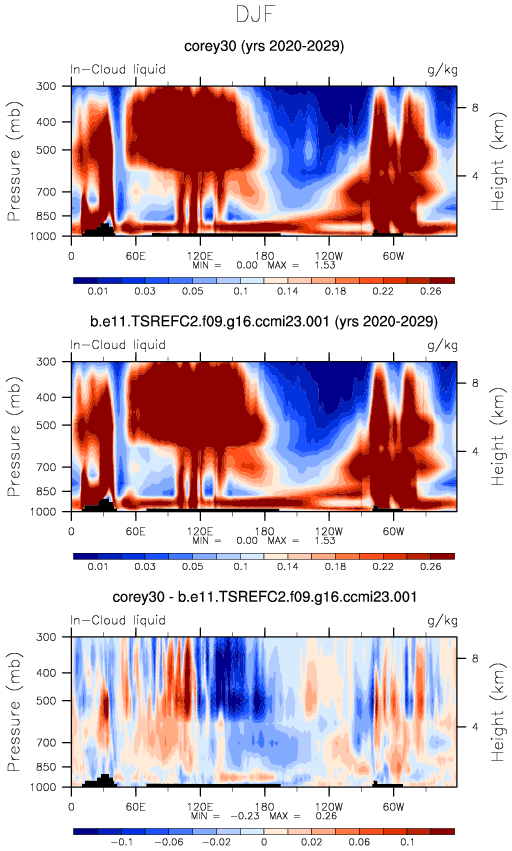 DJF
corey30 (yrs 2020-2029)
In-Cloud liquid g/kg
300
400
500
700
850
1000
Pressure (mb)
8
4
Height (km)
0 60E 120E 180 120W 60W
MIN = 0.00 MAX = 1.53
0.01 0.03 0.05 0.1 0.14 0.18 0.22 0.26
b.e11.TSREFC2.f09.g16.ccmi23.001 (yrs 2020-2029)
In-Cloud liquid g/kg
300
400
500
700
850
1000
Pressure (mb)
8
4
Height (km)
0 60E 120E 180 120W 60W
MIN = 0.00 MAX = 1.53
0.01 0.03 0.05 0.1 0.14 0.18 0.22 0.26
corey30 - b.e11.TSREFC2.f09.g16.ccmi23.001
In-Cloud liquid g/kg
300
400
500
700
850
1000
Pressure (mb)
8
4
Height (km)
0 60E 120E 180 120W 60W
MIN = -0.23 MAX = 0.26
-0.1 -0.06 -0.02 0 0.02 0.06 0.1